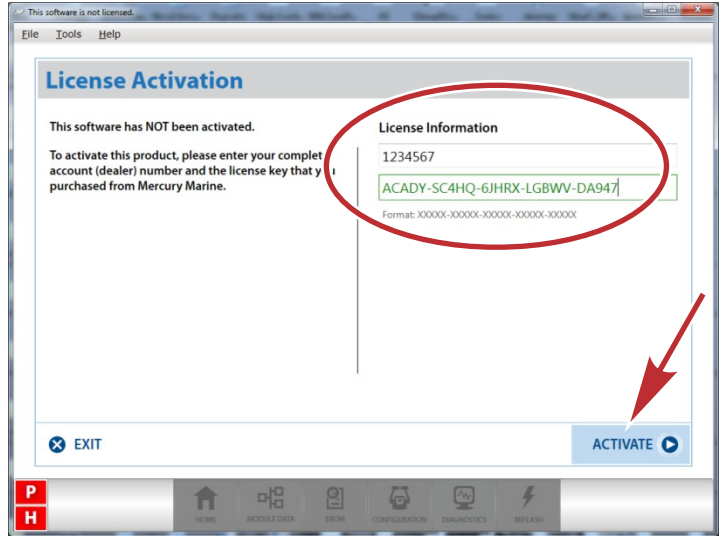 This software is not licensed.
File Tools Help
License Activation
This software has NOT been activated.
To activate this product, please enter your complet
account (dealer) number and the license key that y u
purchased from Mercury Marine.
License Information
1234567
ACADY-SC4HQ-6JHRX-LGBWV-DA947
Format: XXXXX-XXXXX-XXXXX-XXXXX-XXXXX
EXIT
ACTIVATE
P
H
HOME
MODULE DATA
EBOM
CONFIGURATION
DIAGNOSTICS
REFLASH